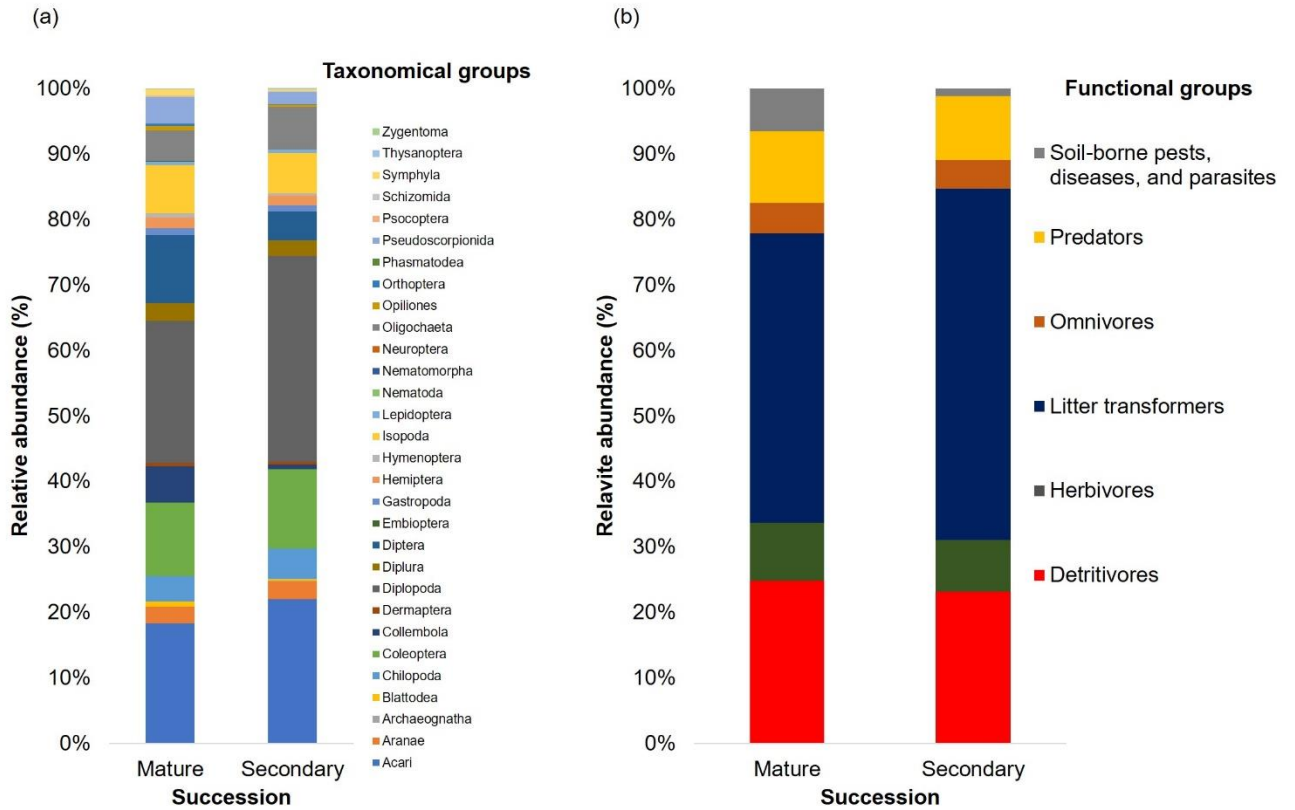 (a)
Taxonomical groups
Relative abundance (%)
100%
90%
80%
70%
60%
50%
40%
30%
20%
10%
0%
Mature
Secondary
Succession
Zygentoma
Thysanoptera
Symphyla
Schizomida
Psocoptera
Pseudoscorpionida
Phasmatodea
Orthoptera
Opiliones
Oligochaeta
Neuroptera
Nematomorpha
Nematoda
Lepidoptera
Isopoda
Hymenoptera
Hemiptera
Gastropoda
Embioptera
Diptera
Diplura
Diplopoda
Dermaptera
Collembola
Coleoptera
Chilopoda
Blattodea
Archaeognatha
Aranae
Acari
(b)
Functional groups
Relavite abundance (%)
100%
90%
80%
70%
60%
50%
40%
30%
20%
10%
0%
Mature
Secondary
Succession
Soil-borne pests,
diseases, and parasites
Predators
Omnivores
Litter transformers
Herbivores
Detritivores